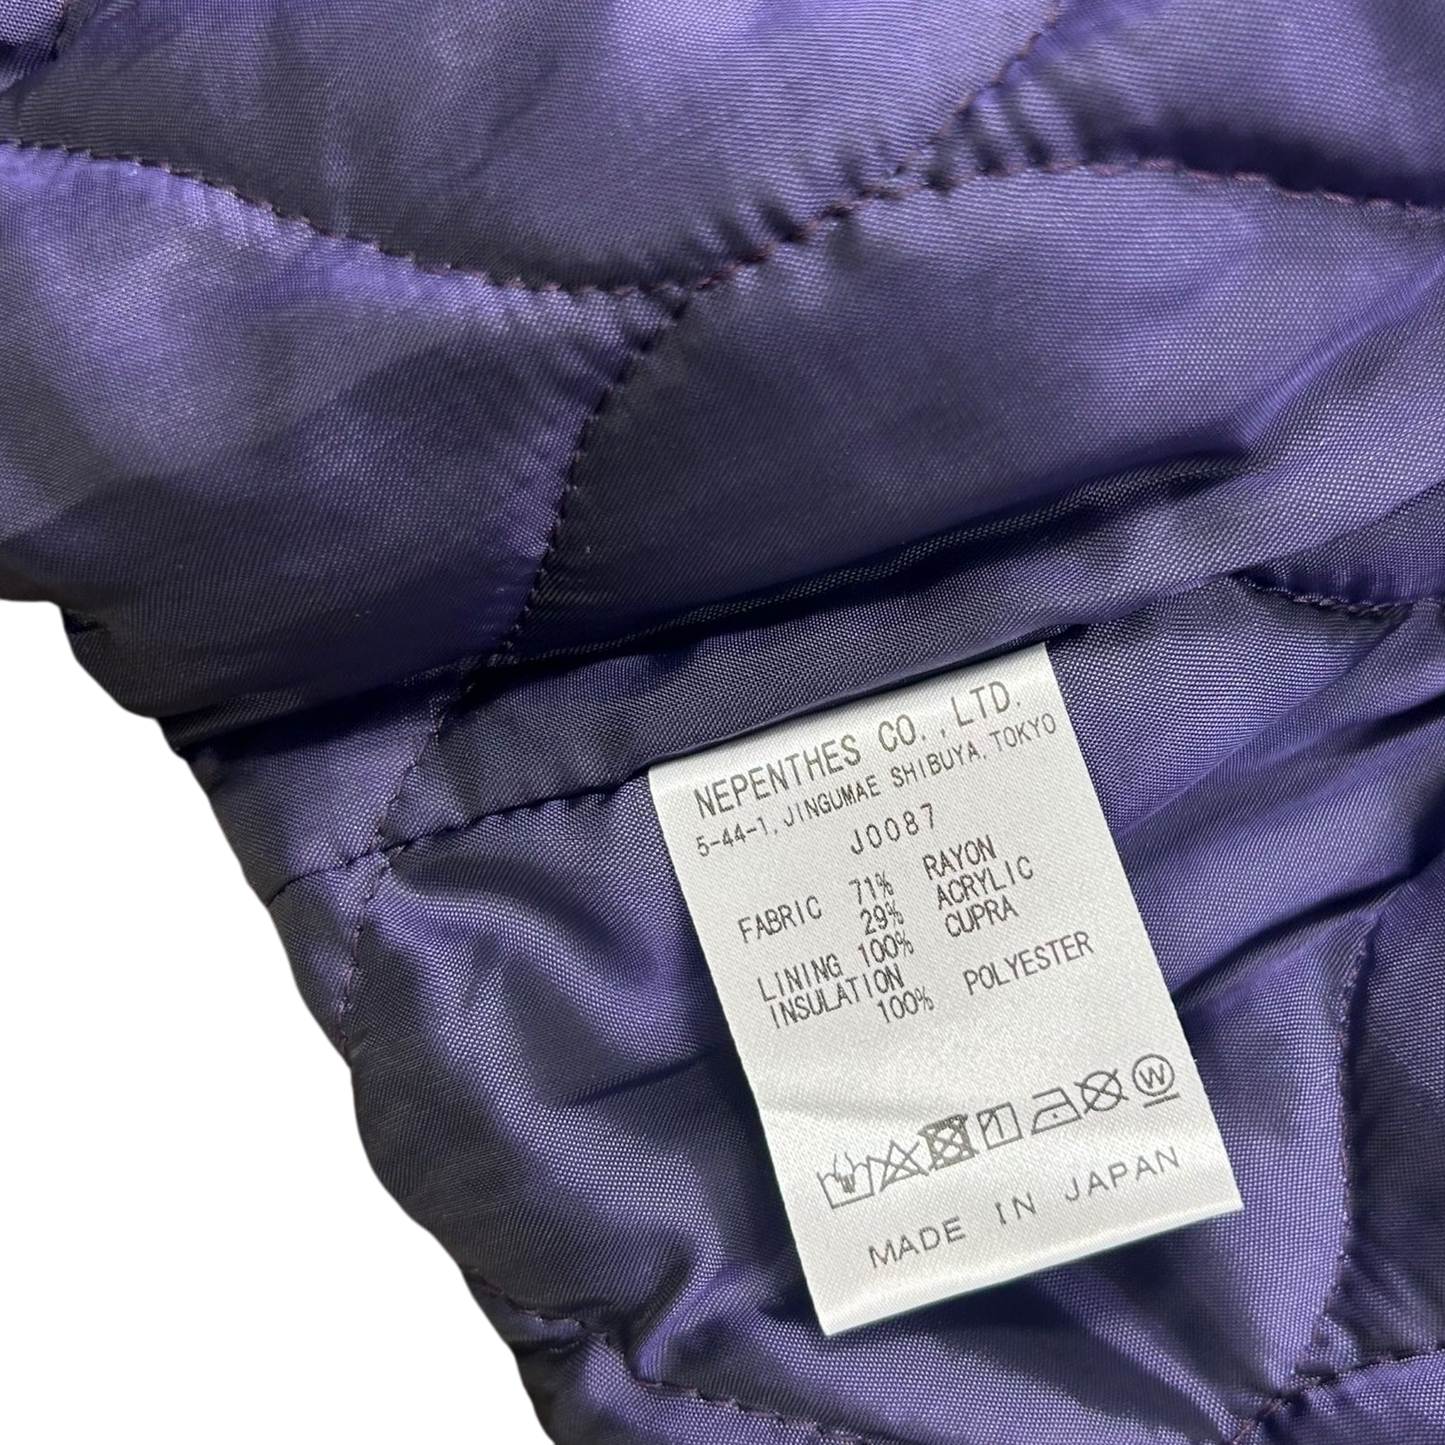 NEPENTHES CO.,LTD.
5-44-1, JINGUMAE SHIBUYA, TOKYO
J0087
FABRIC 71% RAYON
29% ACRYLIC
LINING 100% CUPRA
INSULATION
100% POLYESTER
W
MADE IN JAPAN